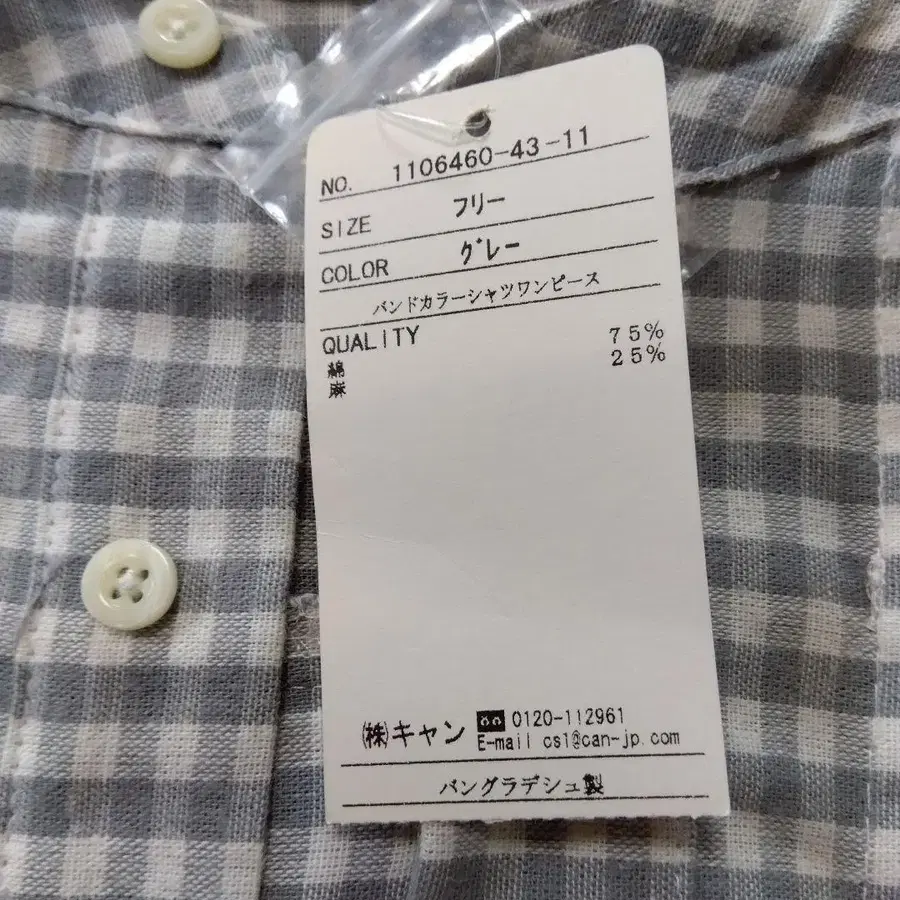 NO. 1106460-43-11
SIZE フリー
COLOR グレー
バンドカラーシャツワンピース
QUALITY
綿 75%
麻 25%
㈱キャン 0120-112961
E-mail cs1@can-jp.com
バングラデシュ製